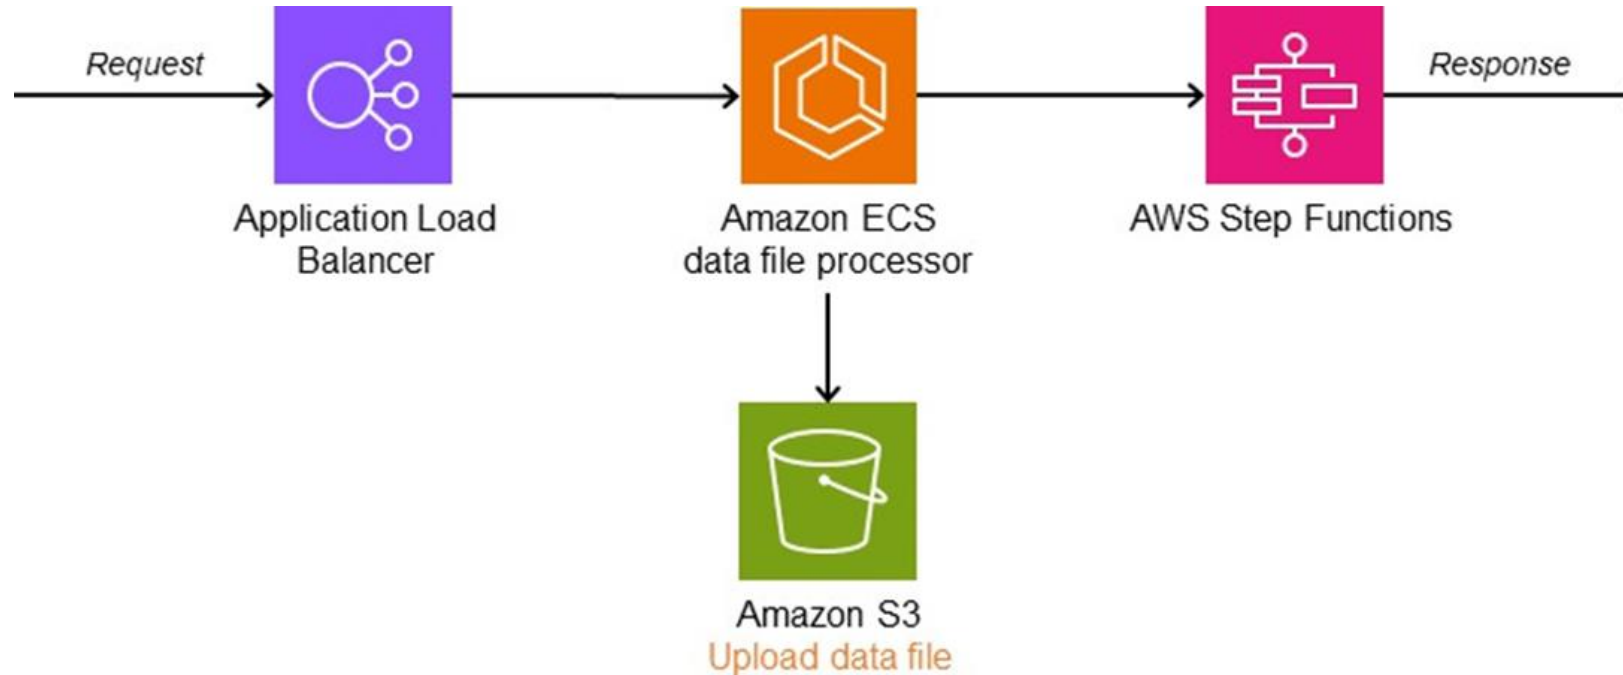 Request
Response
Application Load
Balancer
Amazon ECS
data file processor
AWS Step Functions
Amazon S3
Upload data file